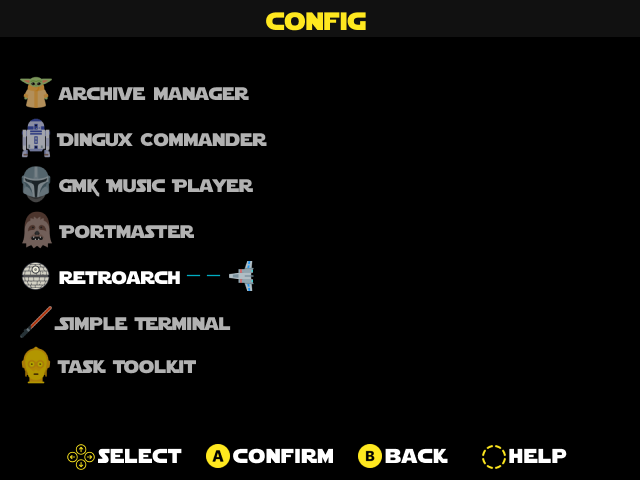 CONFIG
ARCHIVE MANAGER
DINGUX COMMANDER
GMK MUSIC PLAYER
PORTMASTER
RETROARCH
SIMPLE TERMINAL
TASK TOOLKIT
SELECT A CONFIRM B BACK HELP